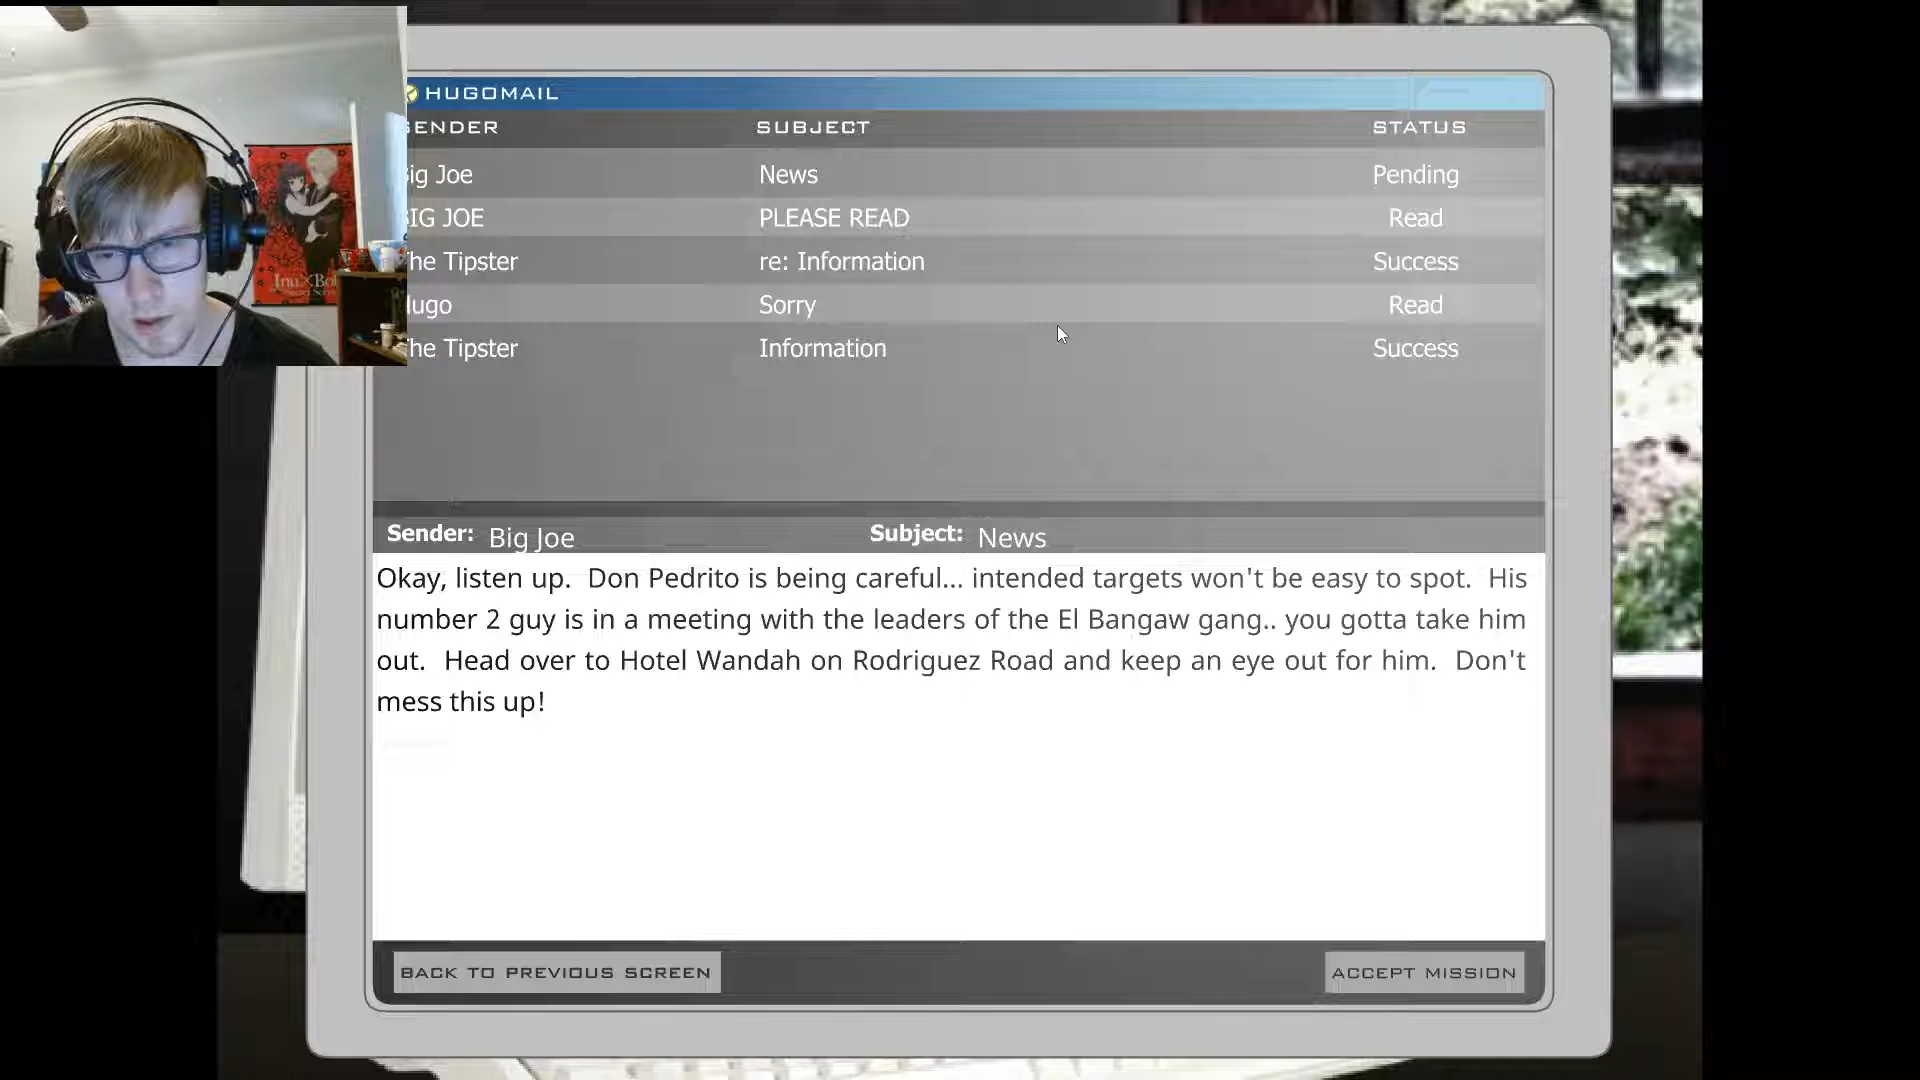 HUGOMAIL
SENDER SUBJECT STATUS
ig Joe News Pending
IG JOE PLEASE READ Read
The Tipster re: Information Success
ugo Sorry Read
The Tipster Information Success
Sender: Big Joe Subject: News
Okay, listen up. Don Pedrito is being careful... intended targets won't be easy to spot. His
number 2 guy is in a meeting with the leaders of the El Bangaw gang.. you gotta take him
out. Head over to Hotel Wandah on Rodriguez Road and keep an eye out for him. Don't
mess this up!
BACK TO PREVIOUS SCREEN ACCEPT MISSION